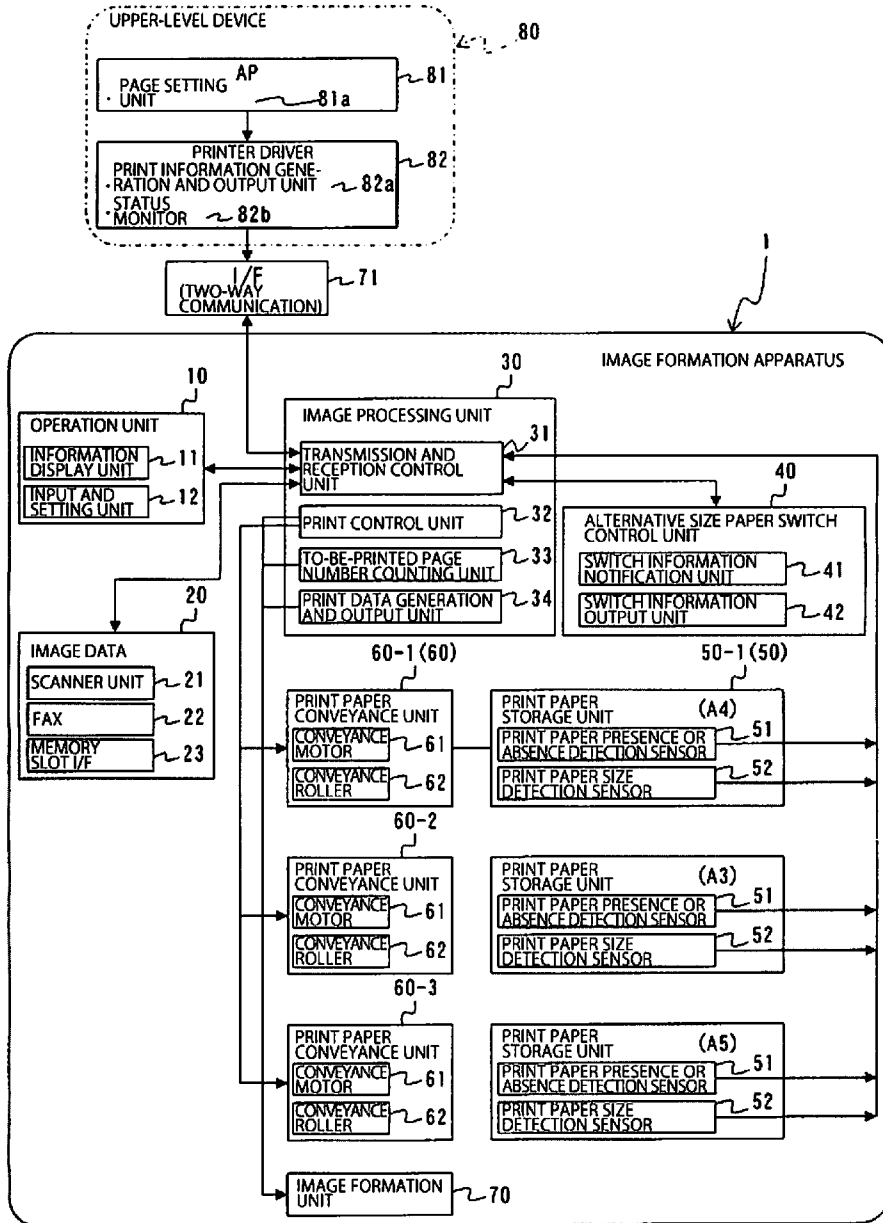 UPPER-LEVEL DEVICE
80
AP
81
· PAGE SETTING
UNIT
81a
PRINTER DRIVER
82
· PRINT INFORMATION GENE-
RATION AND OUTPUT UNIT
82a
· STATUS
MONITOR
82b
I/F
(TWO-WAY
COMMUNICATION)
71
1
IMAGE FORMATION APPARATUS
10
OPERATION UNIT
INFORMATION
DISPLAY UNIT
11
INPUT AND
SETTING UNIT
12
30
IMAGE PROCESSING UNIT
TRANSMISSION AND
RECEPTION CONTROL
UNIT
31
PRINT CONTROL UNIT
32
TO-BE-PRINTED PAGE
NUMBER COUNTING UNIT
33
PRINT DATA GENERATION
AND OUTPUT UNIT
34
40
ALTERNATIVE SIZE PAPER SWITCH
CONTROL UNIT
SWITCH INFORMATION
NOTIFICATION UNIT
41
SWITCH INFORMATION
OUTPUT UNIT
42
20
IMAGE DATA
SCANNER UNIT
21
FAX
22
MEMORY
SLOT I/F
23
60-1(60)
PRINT PAPER
CONVEYANCE UNIT
CONVEYANCE
MOTOR
61
CONVEYANCE
ROLLER
62
50-1(50)
PRINT PAPER
STORAGE UNIT
(A4)
PRINT PAPER PRESENCE OR
ABSENCE DETECTION SENSOR
51
PRINT PAPER SIZE
DETECTION SENSOR
52
60-2
PRINT PAPER
CONVEYANCE UNIT
CONVEYANCE
MOTOR
61
CONVEYANCE
ROLLER
62
PRINT PAPER
STORAGE UNIT
(A3)
PRINT PAPER PRESENCE OR
ABSENCE DETECTION SENSOR
51
PRINT PAPER SIZE
DETECTION SENSOR
52
60-3
PRINT PAPER
CONVEYANCE UNIT
CONVEYANCE
MOTOR
61
CONVEYANCE
ROLLER
62
PRINT PAPER
STORAGE UNIT
(A5)
PRINT PAPER PRESENCE OR
ABSENCE DETECTION SENSOR
51
PRINT PAPER SIZE
DETECTION SENSOR
52
IMAGE FORMATION
UNIT
70